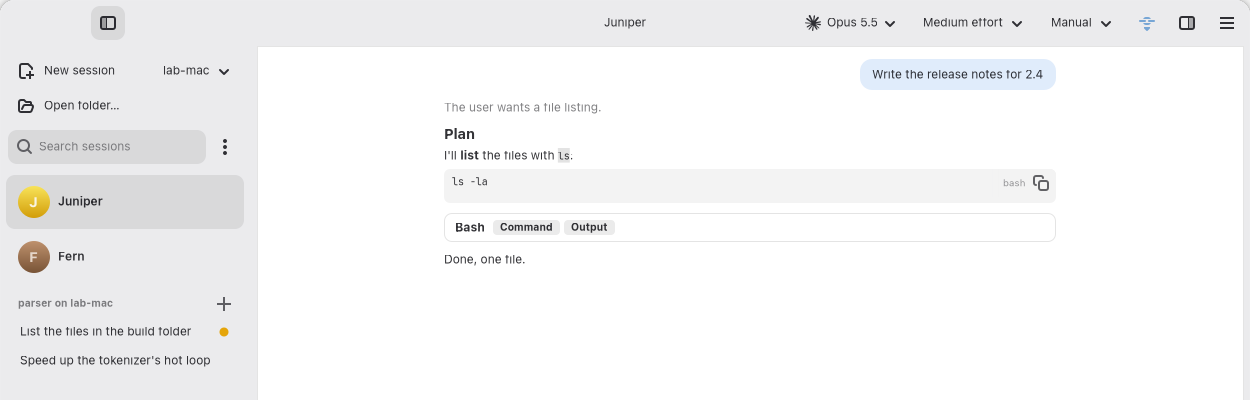 Juniper
Opus 5.5
Medium effort
Manual
New session
lab-mac
Open folder...
Search sessions
J
Juniper
F
Fern
parser on lab-mac
List the files in the build folder
Speed up the tokenizer's hot loop
Write the release notes for 2.4
The user wants a file listing.
Plan
I'll list the files with ls.
ls -la
bash
Bash Command Output
Done, one file.